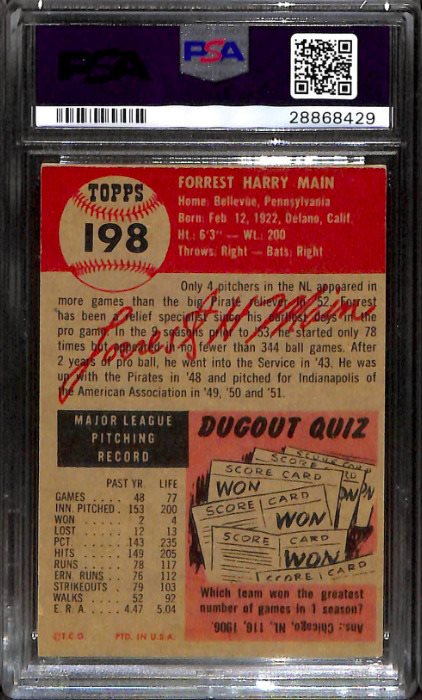 PSA
PSA
28868429
TOPPS
198
FORREST HARRY MAIN
Home: Bellevue, Pennsylvania
Born: Feb 12, 1922, Delano, Calif.
Ht.: 6'3" — Wt.: 200
Throws: Right — Bats: Right
Only 4 pitchers in the NL appeared in
more games than the big Pirate reliever in '52. Forrest
has been a relief specialist since his earliest days in the
pro game. In the 9 seasons prior to '53, he started only 78
times but appeared in no fewer than 344 ball games. After
2 years of pro ball, he went into the Service in '43. He was
up with the Pirates in '48 and pitched for Indianapolis of
the American Association in '49, '50 and '51.
Forrest H. Main
MAJOR LEAGUE
PITCHING
RECORD
PAST YR. LIFE
GAMES 48 77
INN. PITCHED 153 200
WON 2 4
LOST 12 13
PCT 143 235
HITS 149 205
RUNS 78 117
ERN. RUNS 76 112
STRIKEOUTS 79 103
WALKS 52 92
E.R.A. 4.47 5.04
©T.C.G. PTD. IN U.S.A.
DUGOUT QUIZ
SCORE CARD
SCORE CARD
WON
SCORE CARD
WON
SCORE CARD
WON
Which team won the greatest
number of games in 1 season?
Ans.: Chicago, NL, 116, 1906.